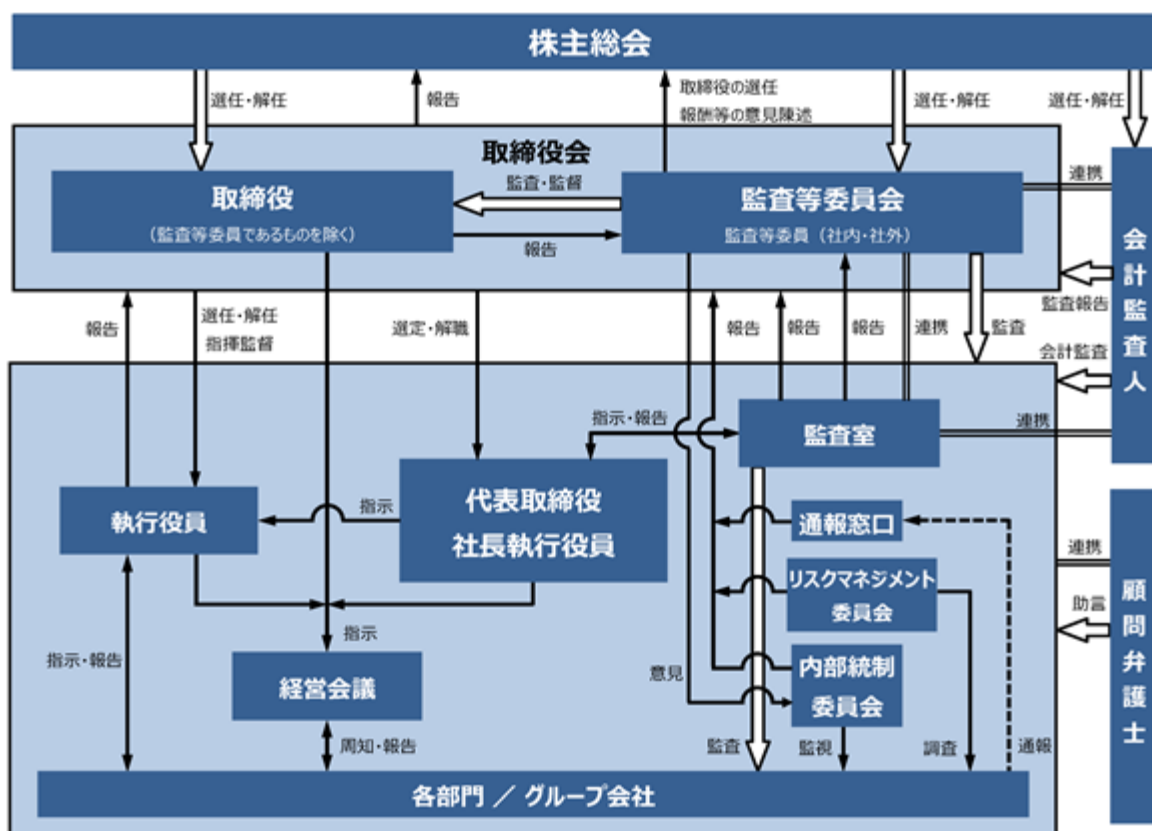 株主総会
選任・解任
報告
取締役の選任
報酬等の意見陳述
選任・解任
選任・解任
取締役会
取締役
(監査等委員であるものを除く)
監査・監督
報告
監査等委員会
監査等委員(社内・社外)
連携
会計監査人
監査報告
会計監査
連携
報告
選任・解任
指揮監督
選定・解職
報告
報告
報告
連携
監査
指示・報告
監査室
執行役員
指示
代表取締役
社長執行役員
通報窓口
リスクマネジメント
委員会
内部統制
委員会
連携
助言
顧問弁護士
指示・報告
指示
経営会議
周知・報告
意見
監査
監視
調査
通報
各部門 / グループ会社